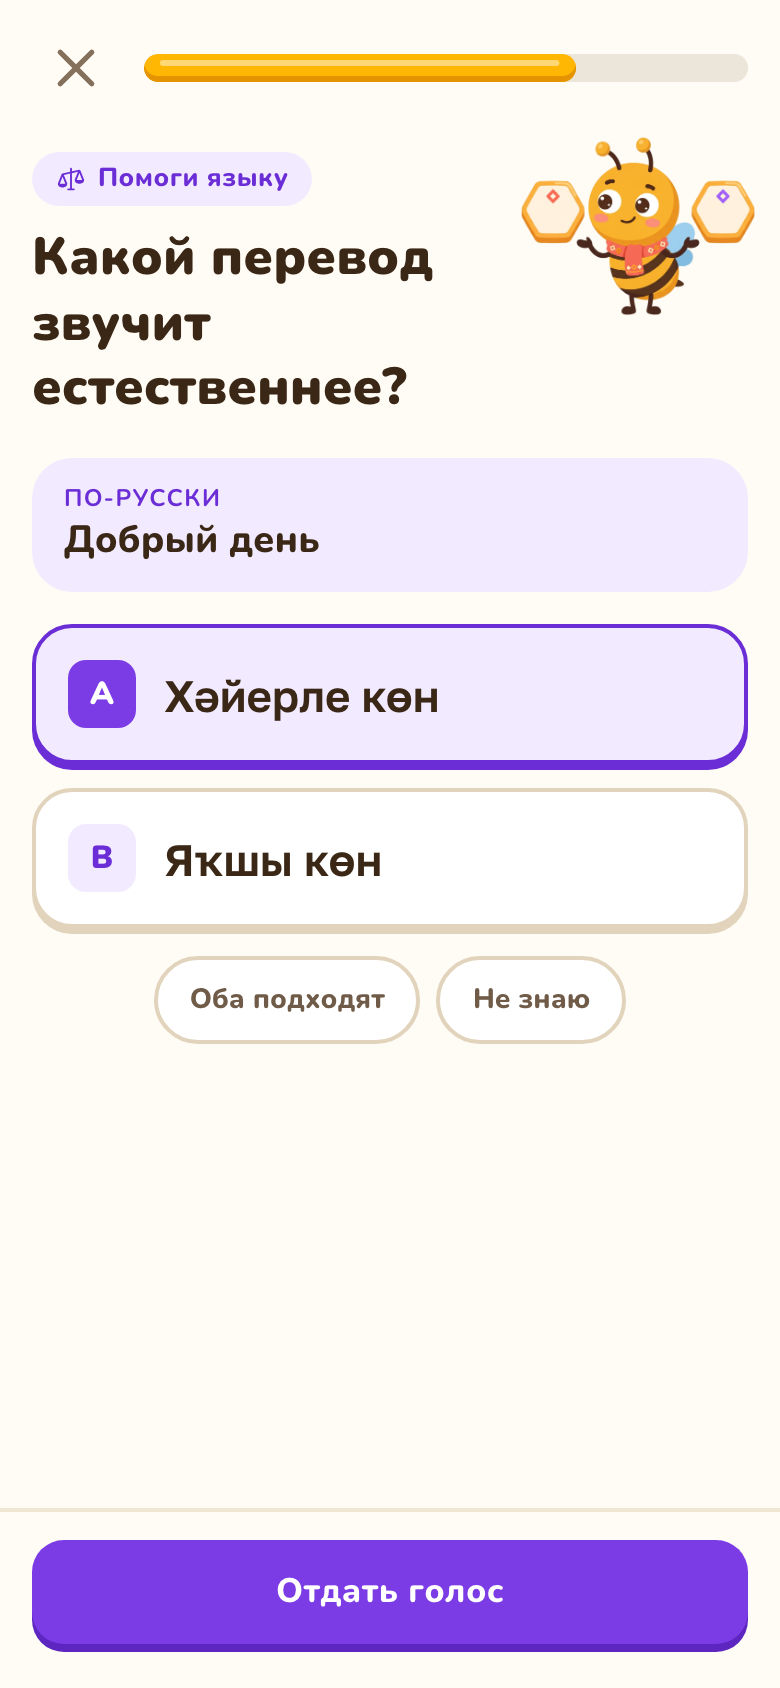 Помоги языку
Какой перевод
звучит
естественнее?
ПО-РУССКИ
Добрый день
A
Хәйерле көн
B
Яҡшы көн
Оба подходят
Не знаю
Отдать голос